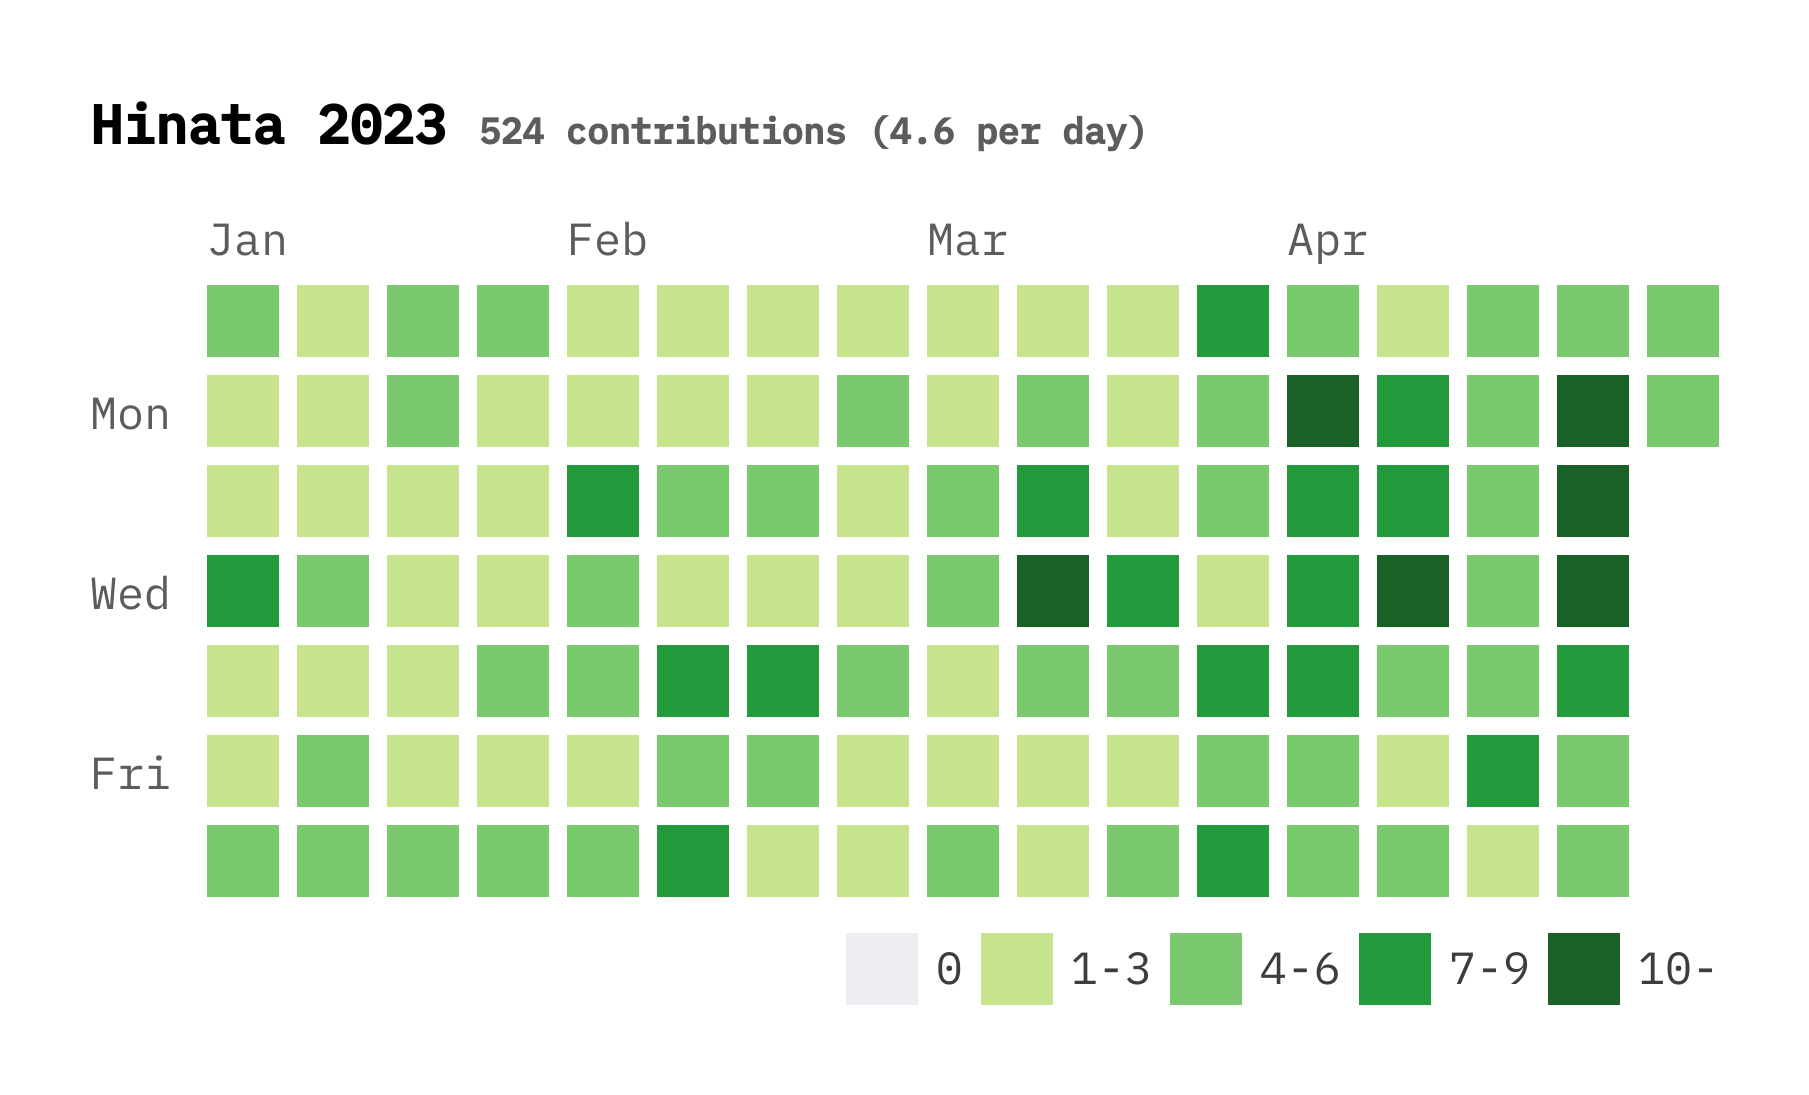 Hinata 2023 524 contributions (4.6 per day)
Jan Feb Mar Apr
Mon
Wed
Fri
0 1-3 4-6 7-9 10-